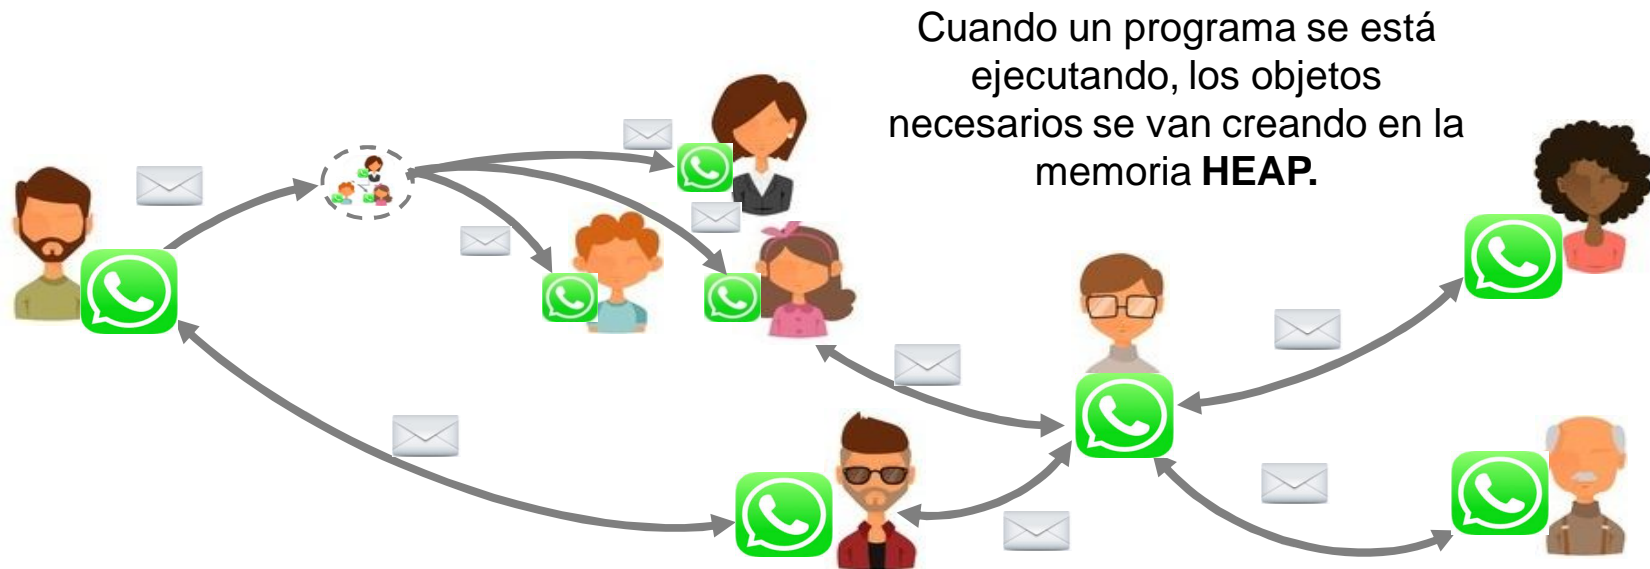 Cuando un programa se está
ejecutando, los objetos
necesarios se van creando en la
memoria HEAP.